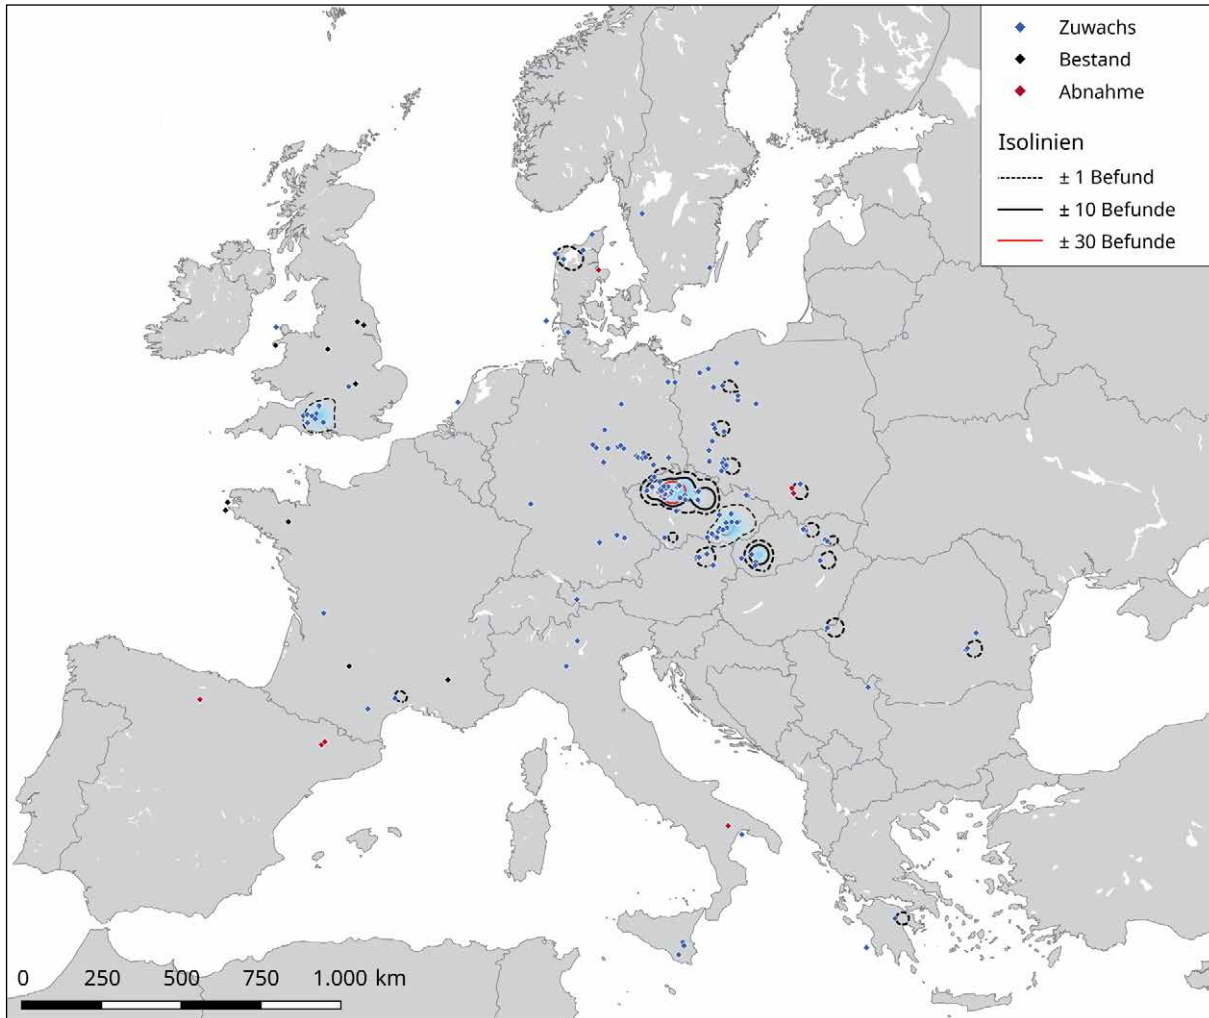 Zuwachs
Bestand
Abnahme
Isolinien
± 1 Befund
± 10 Befunde
± 30 Befunde
0 250 500 750 1.000 km